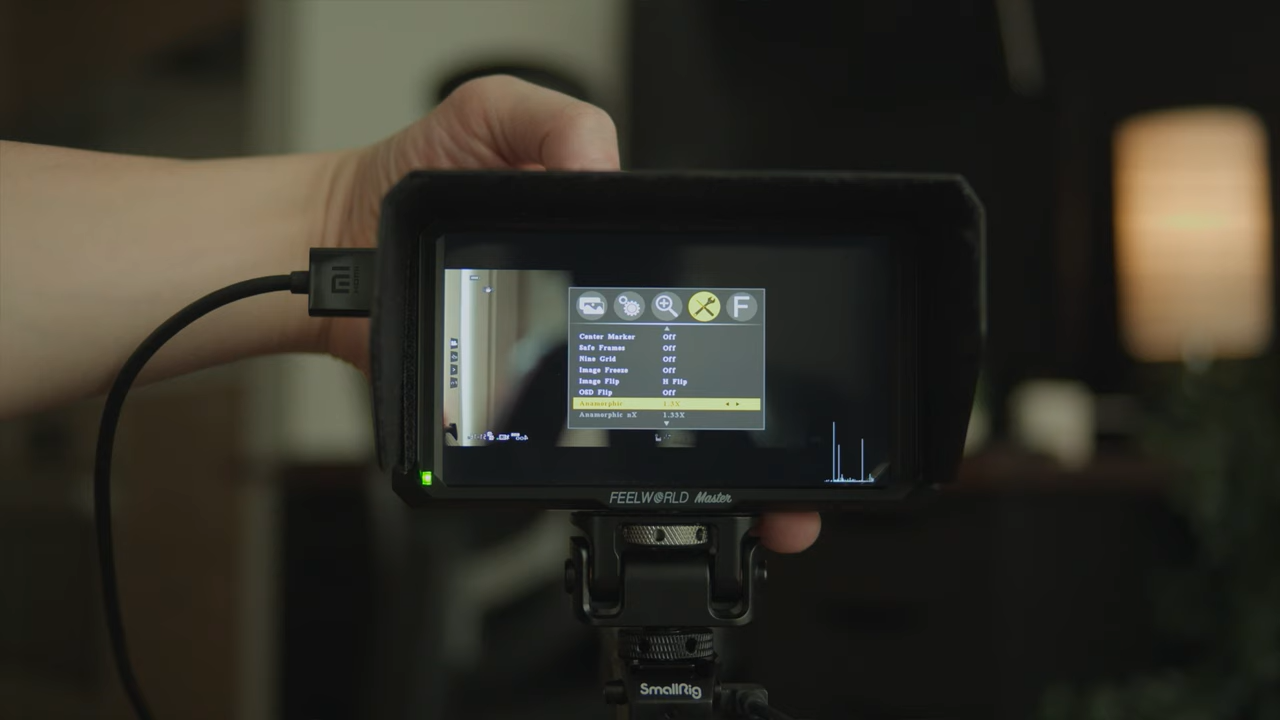 F
Center Marker Off
Safe Frames Off
Nine Grid Off
Image Freeze Off
Image Flip H Flip
OSD Flip Off
Anamorphic 1.5X
Anamorphic nX 1.33X
FEELWORLD Master
SmallRig